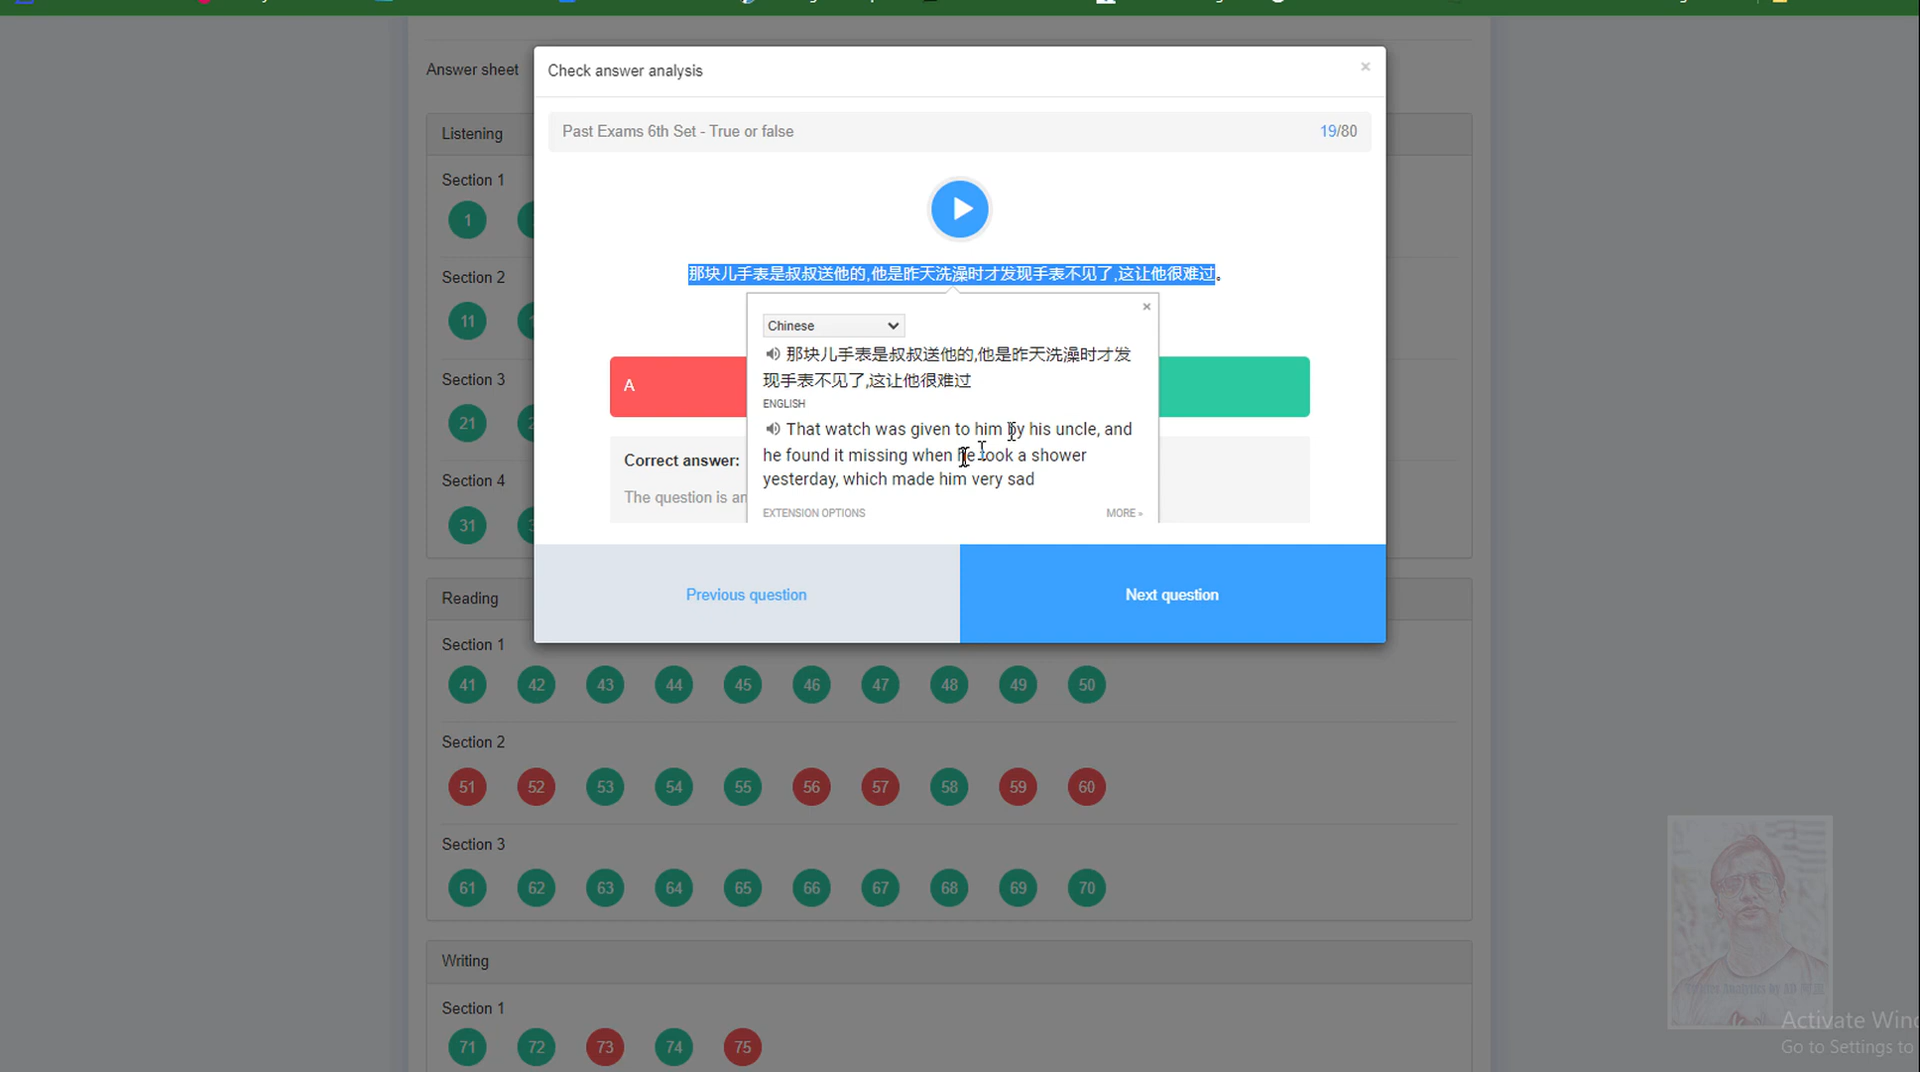 Answer sheet
Check answer analysis
×
Past Exams 6th Set - True or false
19/80
Listening
Section 1
1
那块儿手表是叔叔送他的,他是昨天洗澡时才发现手表不见了,这让他很难过。
Section 2
11
×
Chinese
那块儿手表是叔叔送他的,他是昨天洗澡时才发
现手表不见了,这让他很难过
Section 3
21
A
ENGLISH
That watch was given to him by his uncle, and
he found it missing when he took a shower
yesterday, which made him very sad
Correct answer:
The question is
Section 4
31
EXTENSION OPTIONS
MORE »
Previous question
Next question
Reading
Section 1
41 42 43 44 45 46 47 48 49 50
Section 2
51 52 53 54 55 56 57 58 59 60
Section 3
61 62 63 64 65 66 67 68 69 70
Writing
Section 1
71 72 73 74 75
Activate
Go to Settings to